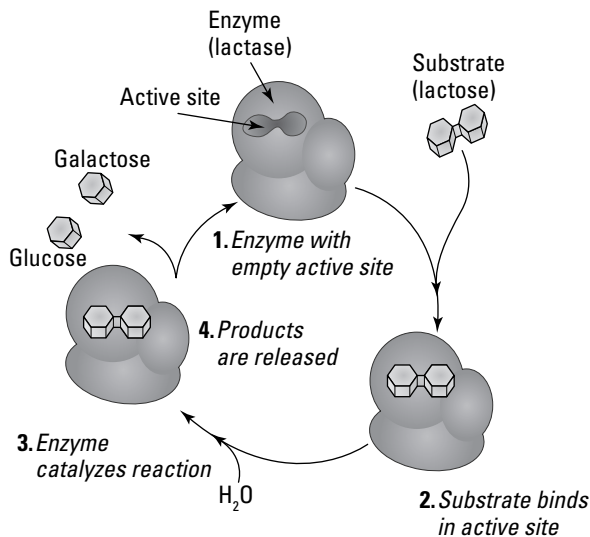 Enzyme
(lactase)
Substrate
(lactose)
Active site
Galactose
Glucose
1. Enzyme with
empty active site
4. Products
are released
3. Enzyme
catalyzes reaction
H₂O
2. Substrate binds
in active site